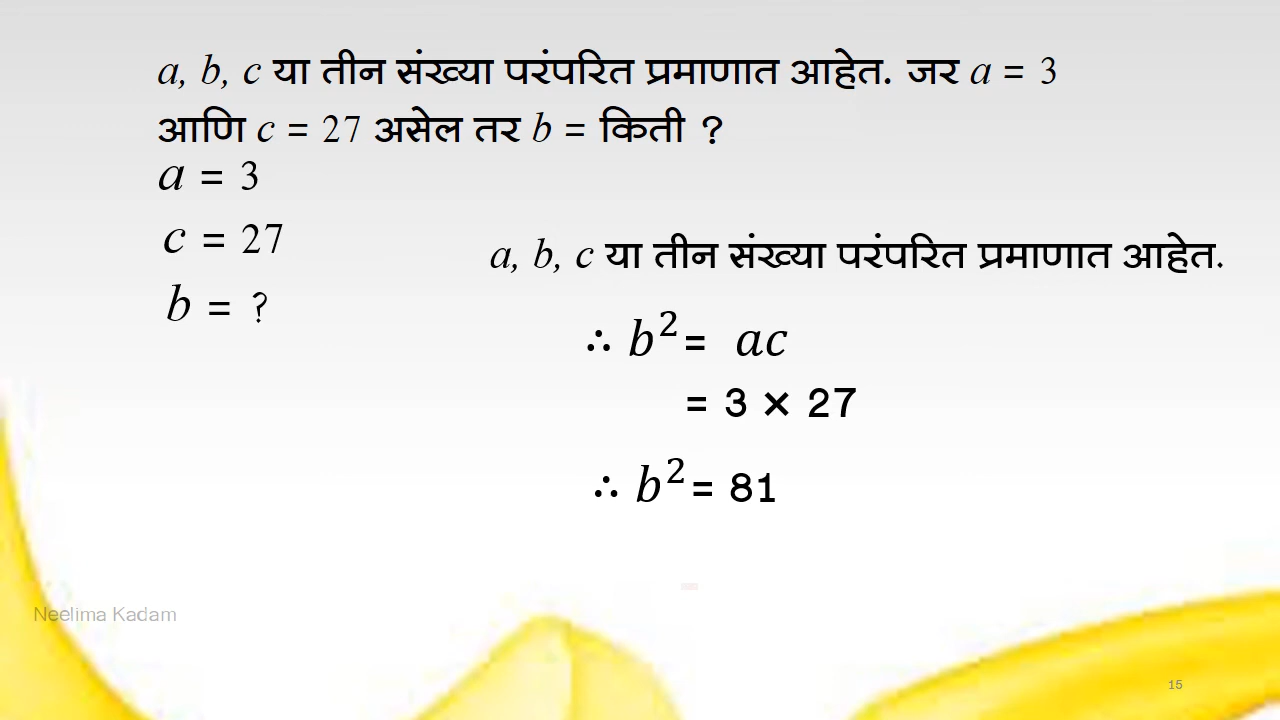 a, b, c या तीन संख्या परंपरित प्रमाणात आहेत. जर a = 3
आणि c = 27 असेल तर b = किती ?
a = 3
c = 27
b = ?
a, b, c या तीन संख्या परंपरित प्रमाणात आहेत.
∴ b² = ac
= 3 × 27
∴ b² = 81
Neelima Kadam
15